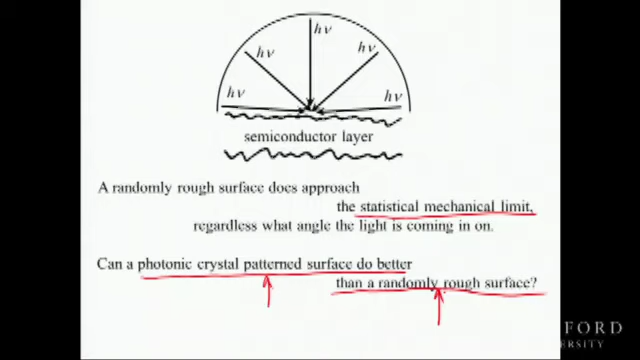 hν
hν hν
hν hν
semiconductor layer
A randomly rough surface does approach
the statistical mechanical limit,
regardless what angle the light is coming in on.
Can a photonic crystal patterned surface do better
than a randomly rough surface?
FORD
ERSITY